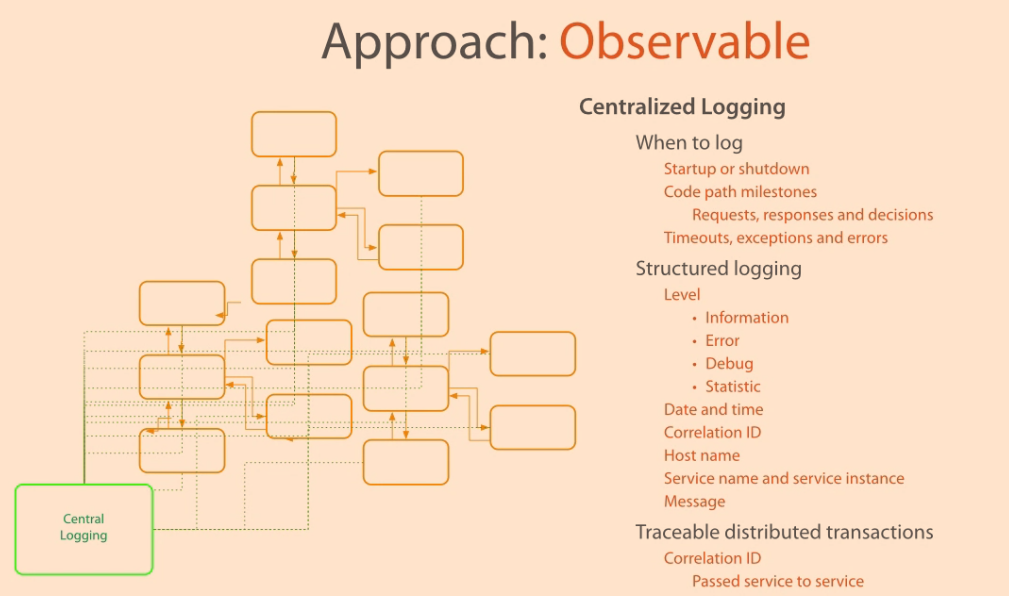 Approach: Observable
Centralized Logging
When to log
Startup or shutdown
Code path milestones
Requests, responses and decisions
Timeouts, exceptions and errors
Structured logging
Level
• Information
• Error
• Debug
• Statistic
Date and time
Correlation ID
Host name
Service name and service instance
Message
Traceable distributed transactions
Correlation ID
Passed service to service
Central
Logging